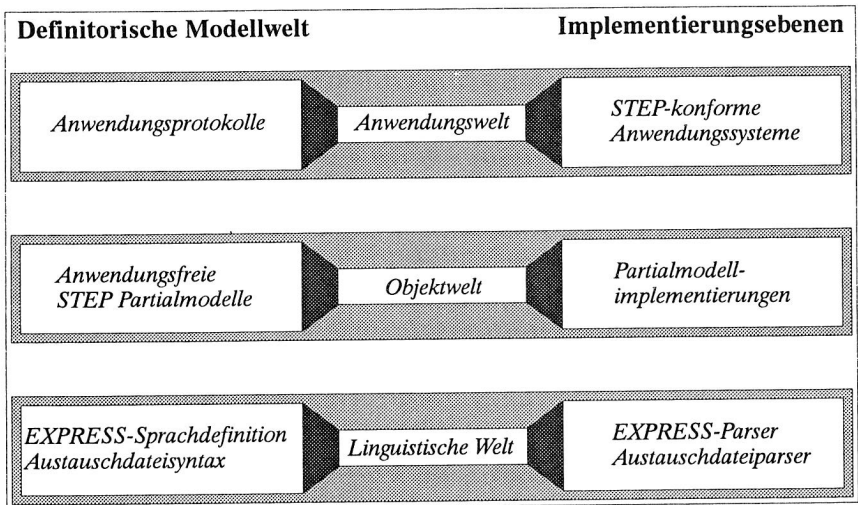 Definitorische Modellwelt
Implementierungsebenen
Anwendungsprotokolle
Anwendungswelt
STEP-konforme
Anwendungssysteme
Anwendungsfreie
STEP Partialmodelle
Objektwelt
Partialmodell-
implementierungen
EXPRESS-Sprachdefinition
Austauschdateisyntax
Linguistische Welt
EXPRESS-Parser
Austauschdateiparser